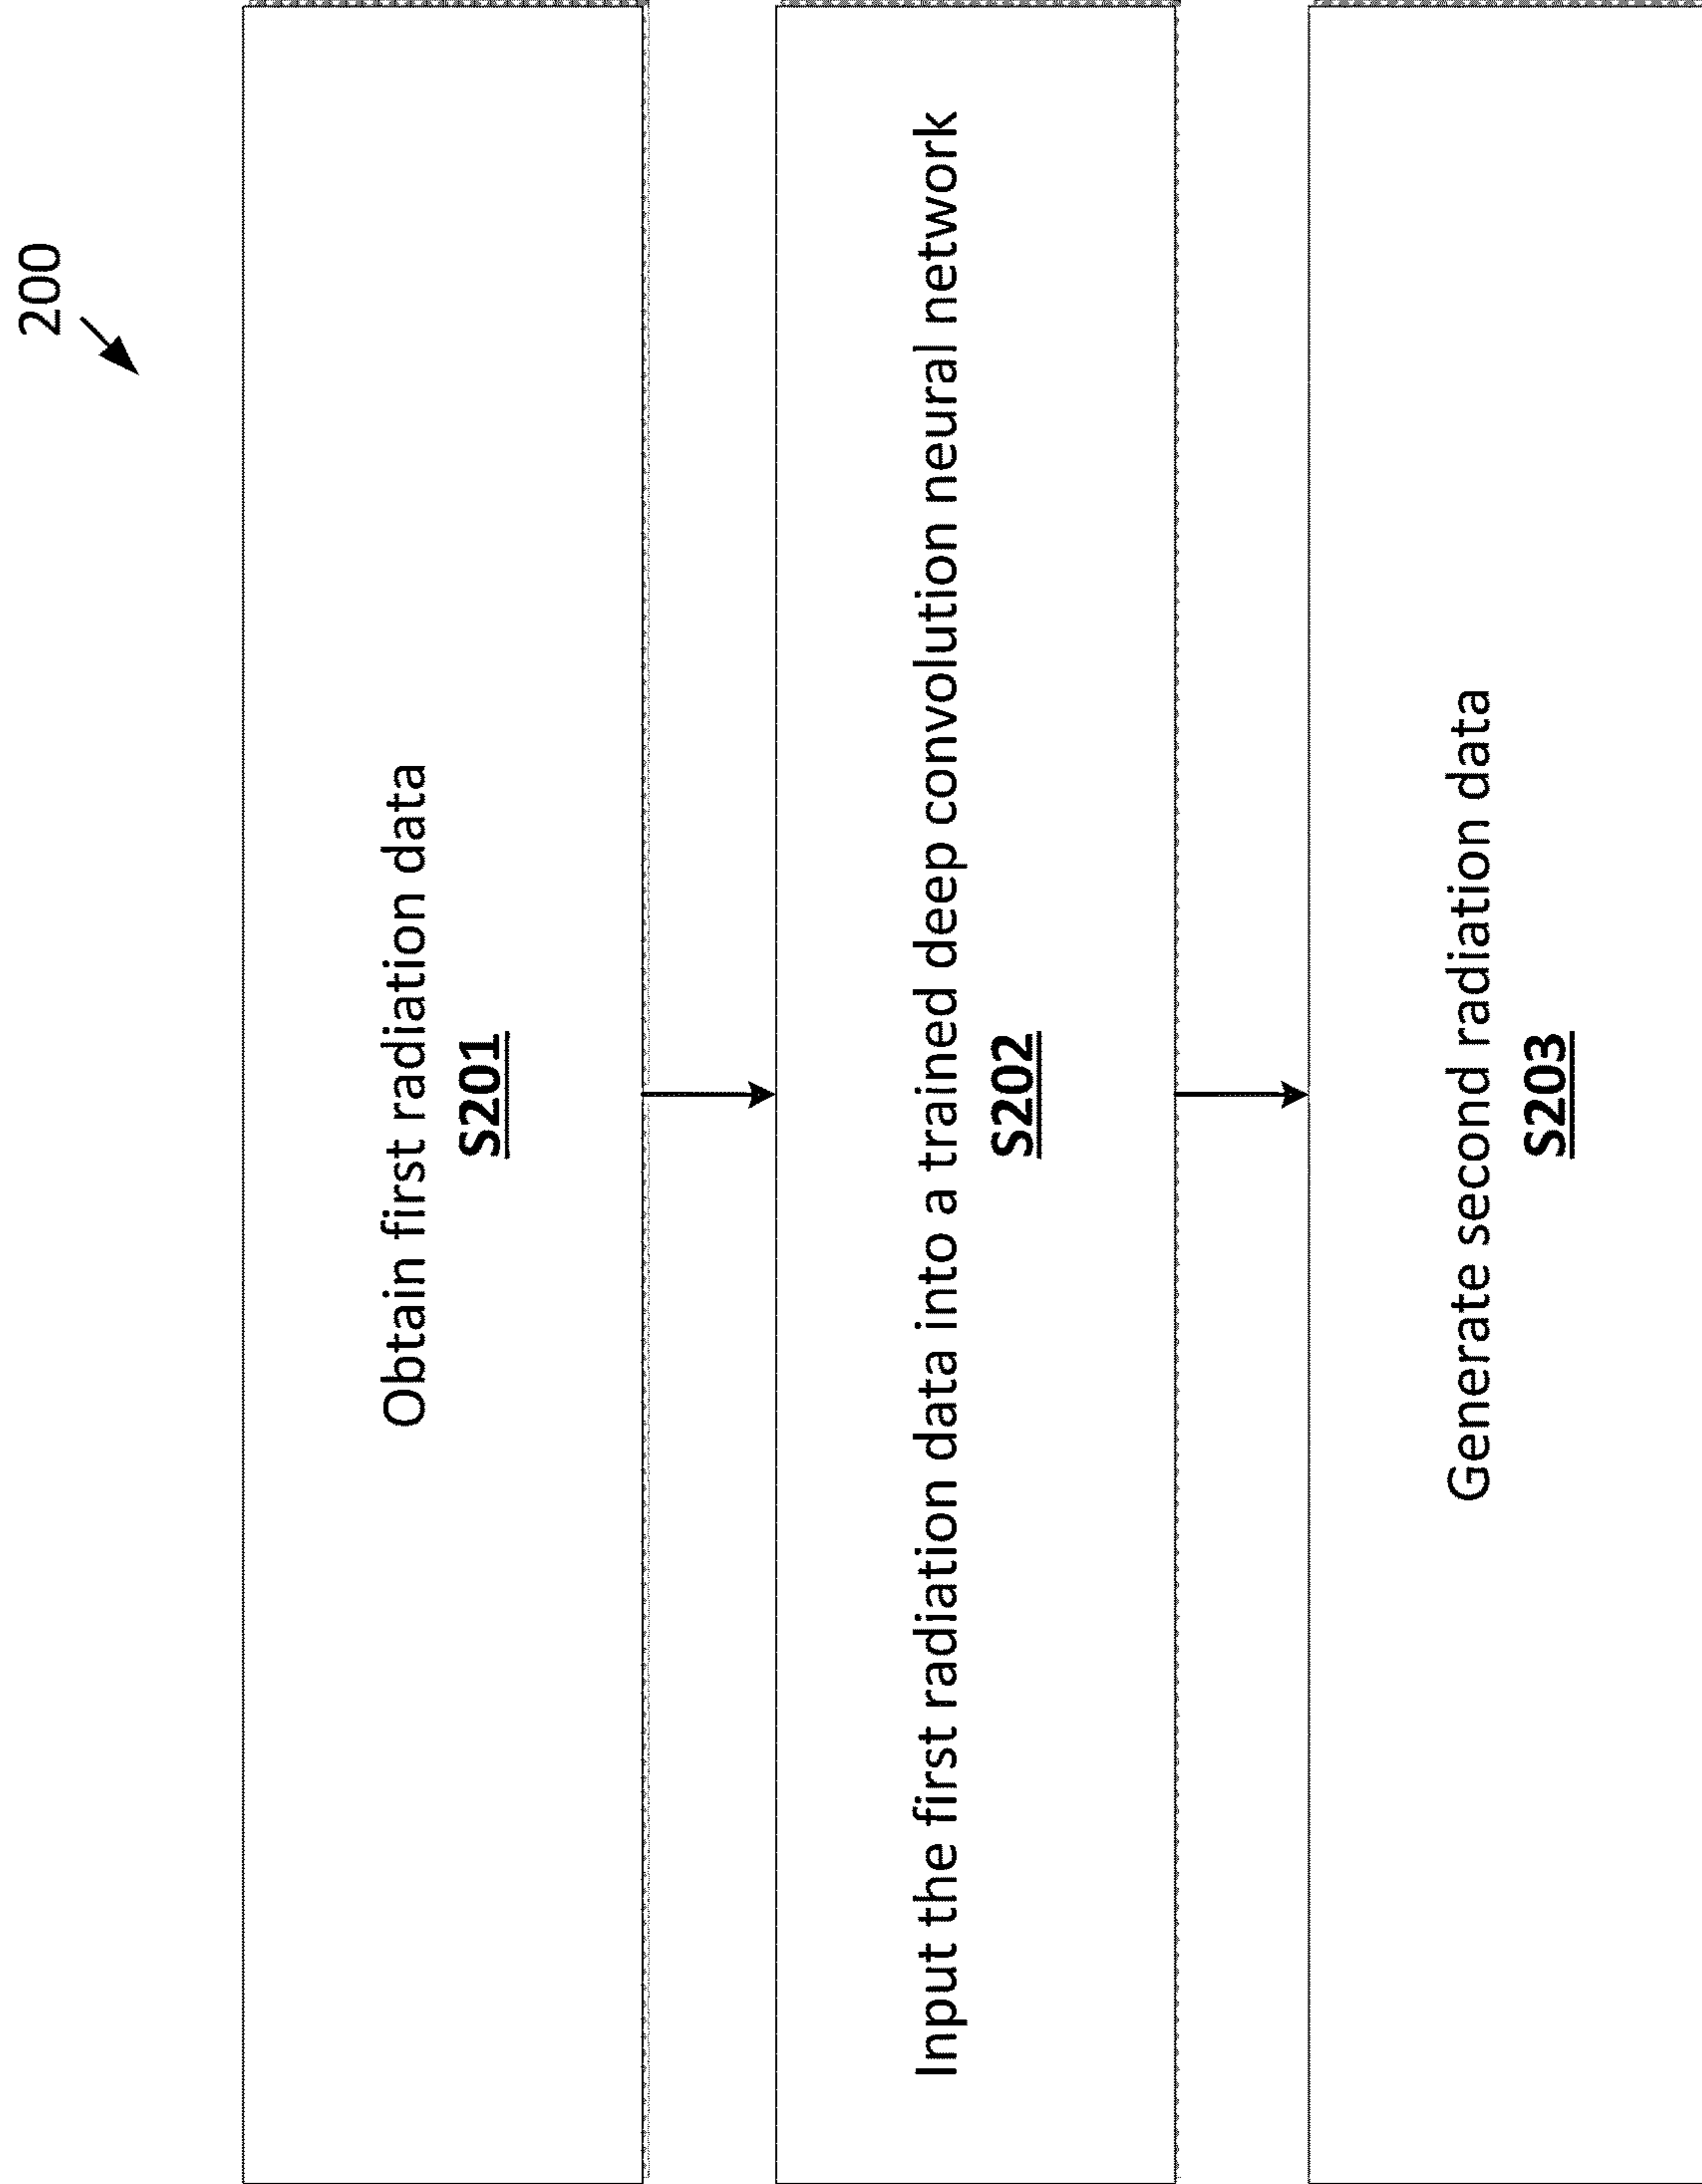 200
Obtain first radiation data
S201
Input the first radiation data into a trained deep convolution neural network
S202
Generate second radiation data
S203